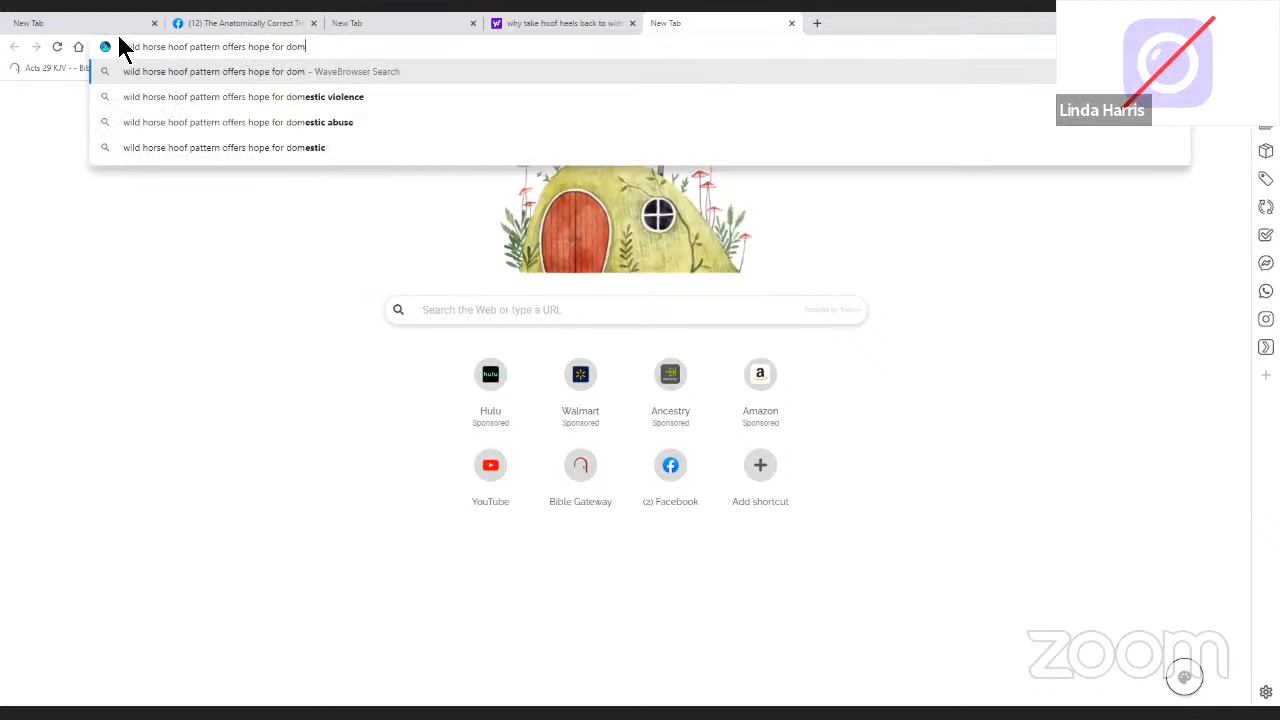 New Tab
(12) The Anatomically Correct Tri
New Tab
why take hoof heels back to wide
New Tab
wild horse hoof pattern offers hope for dom
Acts 29 KJV - - Bib
wild horse hoof pattern offers hope for dom - WaveBrowser Search
wild horse hoof pattern offers hope for domestic violence
wild horse hoof pattern offers hope for domestic abuse
wild horse hoof pattern offers hope for domestic
Linda Harris
Search the Web or type a URL
hulu
a
Hulu
Walmart
Ancestry
Amazon
Sponsored
Sponsored
Sponsored
Sponsored
YouTube
Bible Gateway
(2) Facebook
Add shortcut
zoom